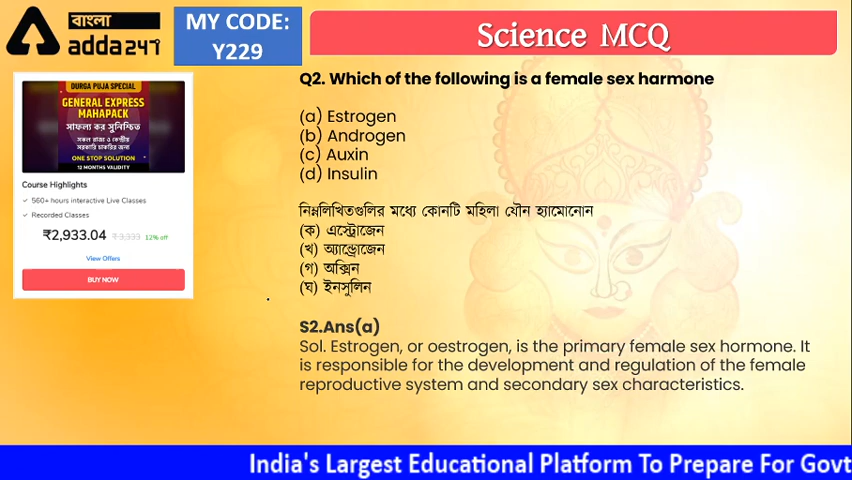 বাংলা
adda247
MY CODE:
Y229
Science MCQ
DURGA PUJA SPECIAL
GENERAL EXPRESS
MAHAPACK
সাফল্য কর সুনিশ্চিত
সকল রাজ্য ও কেন্দ্রীয়
সরকারি চাকরির জন্য
ONE STOP SOLUTION
12 MONTHS VALIDITY
Course Highlights
✓ 560+ hours interactive Live Classes
✓ Recorded Classes
₹2,933.04 ₹3,333 12% off
View Offers
BUY NOW
Q2. Which of the following is a female sex harmone
(a) Estrogen
(b) Androgen
(c) Auxin
(d) Insulin
নিম্নলিখিতগুলির মধ্যে কোনটি মহিলা যৌন হ্যামোনোন
(ক) এস্ট্রোজেন
(খ) অ্যান্ড্রোজেন
(গ) অক্সিন
(ঘ) ইনসুলিন
S2.Ans(a)
Sol. Estrogen, or oestrogen, is the primary female sex hormone. It
is responsible for the development and regulation of the female
reproductive system and secondary sex characteristics.
India's Largest Educational Platform To Prepare For Govt